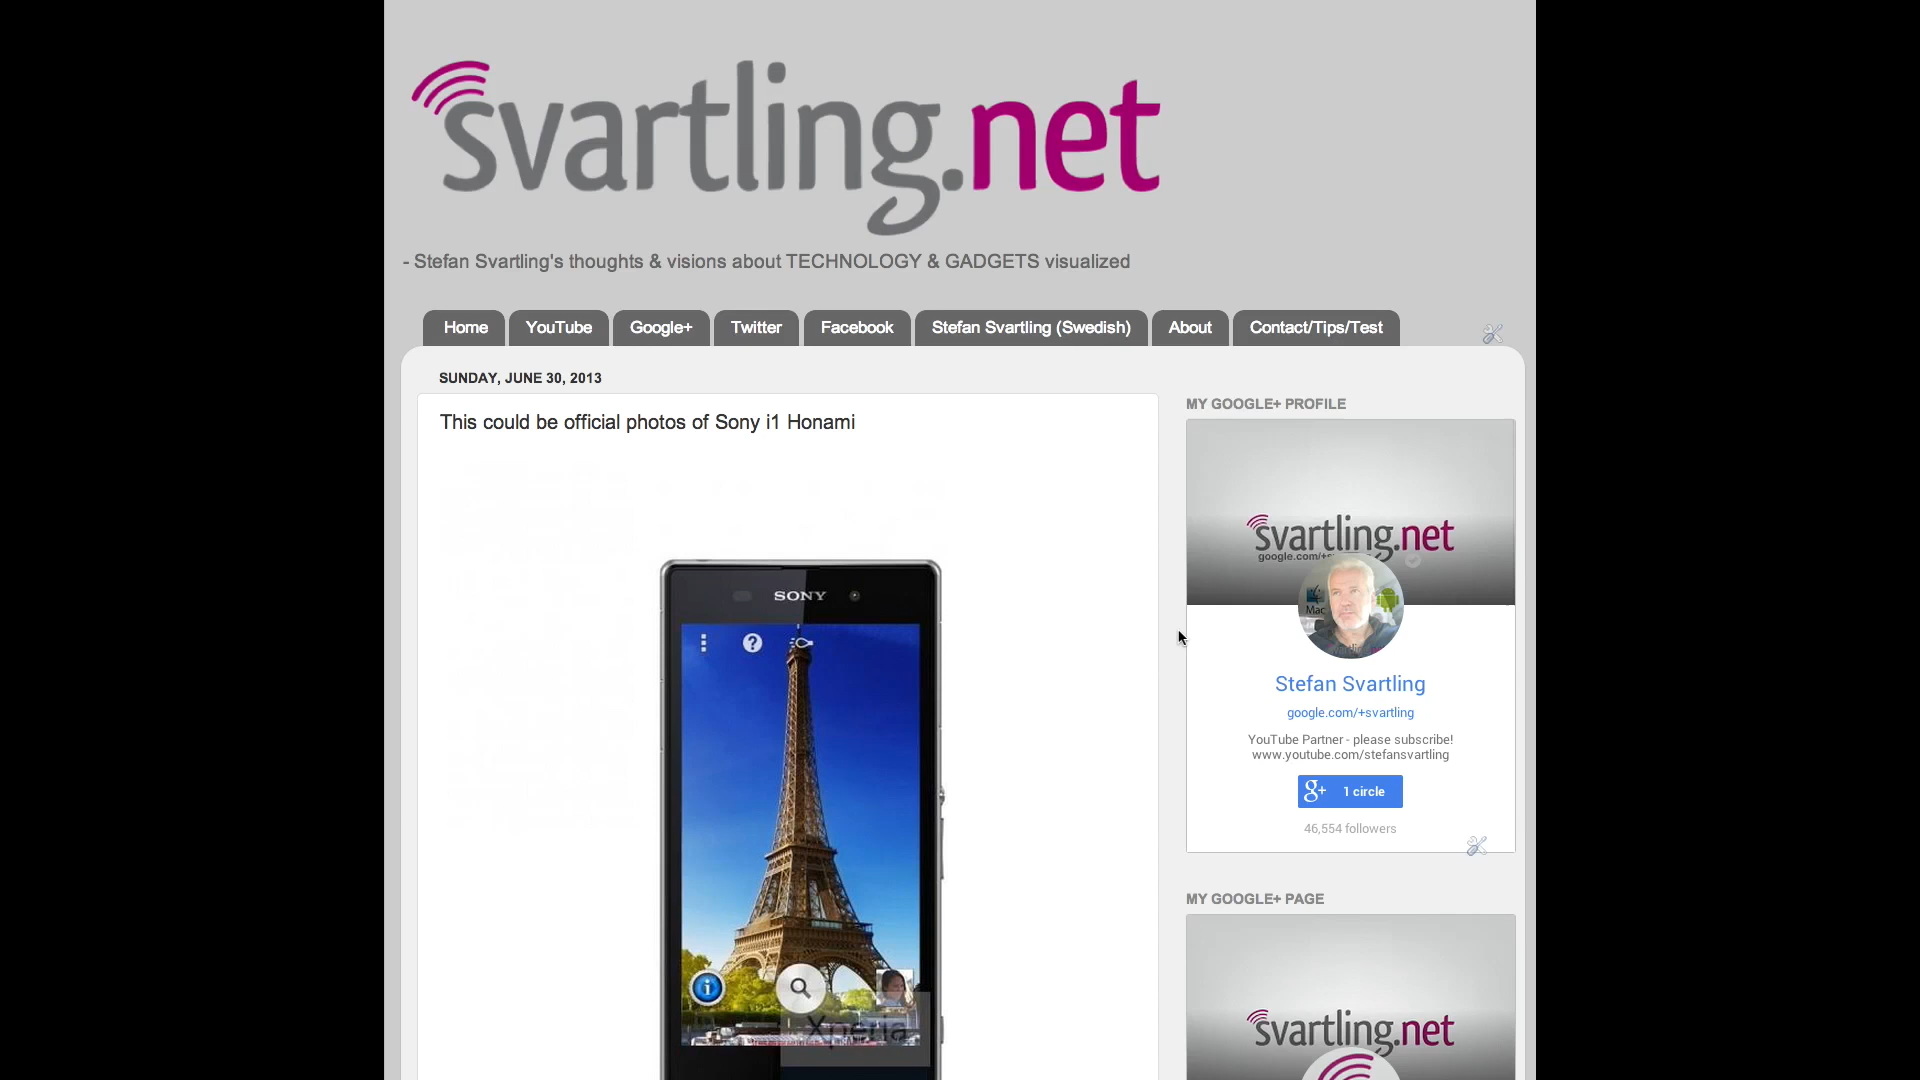 svartling.net
- Stefan Svartling's thoughts & visions about TECHNOLOGY & GADGETS visualized
Home YouTube Google+ Twitter Facebook Stefan Svartling (Swedish) About Contact/Tips/Test
SUNDAY, JUNE 30, 2013
This could be official photos of Sony i1 Honami
SONY
Xperia
MY GOOGLE+ PROFILE
svartling.net
Mac
Stefan Svartling
google.com/+svartling
YouTube Partner - please subscribe!
www.youtube.com/stefansvartling
g+ 1 circle
46,554 followers
MY GOOGLE+ PAGE
svartling.net